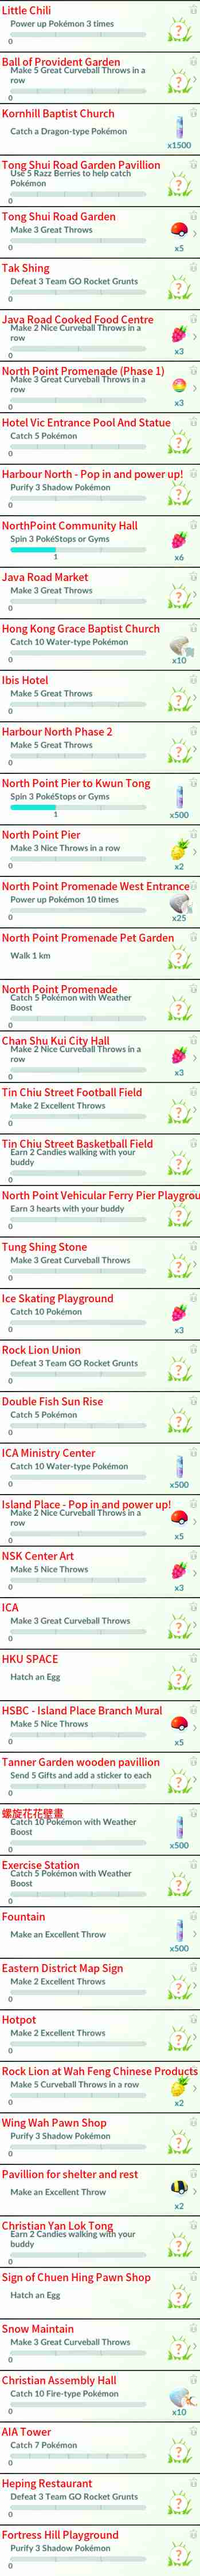 Little Chili
Power up Pokémon 3 times
0
?
Ball of Provident Garden
Make 5 Great Curveball Throws in a
row
0
?
Kornhill Baptist Church
Catch a Dragon-type Pokémon
x1500
Tong Shui Road Garden Pavillion
Use 5 Razz Berries to help catch
Pokémon
0
?
Tong Shui Road Garden
Make 3 Great Throws
0
x5
Tak Shing
Defeat 3 Team GO Rocket Grunts
0
?
Java Road Cooked Food Centre
Make 2 Nice Curveball Throws in a
row
0
x3
North Point Promenade (Phase 1)
Make 3 Great Curveball Throws in a
row
0
x3
Hotel Vic Entrance Pool And Statue
Catch 5 Pokémon
0
?
Harbour North - Pop in and power up!
Purify 3 Shadow Pokémon
0
?
NorthPoint Community Hall
Spin 3 PokéStops or Gyms
1
x6
Java Road Market
Make 3 Great Throws
0
?
Hong Kong Grace Baptist Church
Catch 10 Water-type Pokémon
0
x10
Ibis Hotel
Make 5 Great Throws
0
?
Harbour North Phase 2
Make 5 Great Throws
0
?
North Point Pier to Kwun Tong
Spin 3 PokéStops or Gyms
1
x500
North Point Pier
Make 3 Nice Throws in a row
0
x2
North Point Promenade West Entrance
Power up Pokémon 10 times
0
x25
North Point Promenade Pet Garden
Walk 1 km
?
North Point Promenade
Catch 5 Pokémon with Weather
Boost
0
?
Chan Shu Kui City Hall
Make 2 Nice Curveball Throws in a
row
0
x3
Tin Chiu Street Football Field
Make 2 Excellent Throws
0
?
Tin Chiu Street Basketball Field
Earn 2 Candies walking with your
buddy
0
?
North Point Vehicular Ferry Pier Playgrou
Earn 3 hearts with your buddy
0
?
Tung Shing Stone
Make 3 Great Curveball Throws
0
?
Ice Skating Playground
Catch 10 Pokémon
0
x3
Rock Lion Union
Defeat 3 Team GO Rocket Grunts
0
?
Double Fish Sun Rise
Catch 5 Pokémon
0
?
ICA Ministry Center
Catch 10 Water-type Pokémon
0
x500
Island Place - Pop in and power up!
Make 2 Nice Curveball Throws in a
row
0
x5
NSK Center Art
Make 5 Nice Throws
0
x3
ICA
Make 3 Great Curveball Throws
0
?
HKU SPACE
Hatch an Egg
?
HSBC - Island Place Branch Mural
Make 5 Nice Throws
0
x5
Tanner Garden wooden pavillion
Send 5 Gifts and add a sticker to each
0
?
螺旋花花壁畫
Catch 10 Pokémon with Weather
Boost
0
x500
Exercise Station
Catch 5 Pokémon with Weather
Boost
0
?
Fountain
Make an Excellent Throw
x500
Eastern District Map Sign
Make 2 Excellent Throws
0
?
Hotpot
Make 2 Excellent Throws
0
?
Rock Lion at Wah Feng Chinese Products
Make 5 Curveball Throws in a row
0
x2
Wing Wah Pawn Shop
Purify 3 Shadow Pokémon
0
?
Pavillion for shelter and rest
Make an Excellent Throw
x2
Christian Yan Lok Tong
Earn 2 Candies walking with your
buddy
0
?
Sign of Chuen Hing Pawn Shop
Hatch an Egg
?
Snow Maintain
Make 3 Great Curveball Throws
0
?
Christian Assembly Hall
Catch 10 Fire-type Pokémon
0
x10
AIA Tower
Catch 7 Pokémon
0
?
Heping Restaurant
Defeat 3 Team GO Rocket Grunts
0
?
Fortress Hill Playground
Purify 3 Shadow Pokémon
0
?